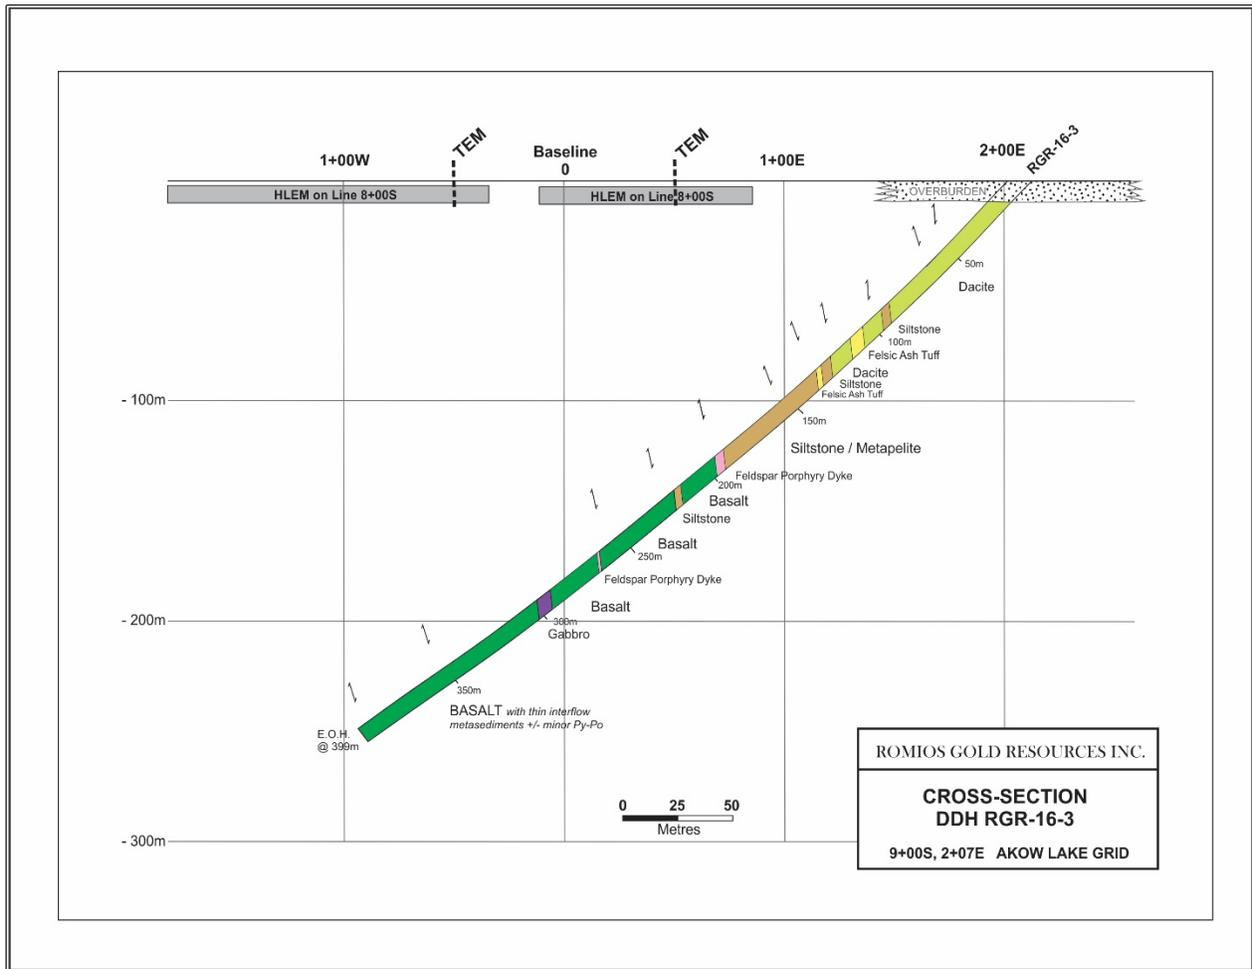 TEM
TEM
RGR-16-3
1+00W
Baseline
0
1+00E
2+00E
HLEM on Line 8+00S
HLEM on Line 8+00S
OVERBURDEN
50m
Dacite
Siltstone
100m
Felsic Ash Tuff
Dacite
Siltstone
Felsic Ash Tuff
- 100m
150m
Siltstone / Metapelite
Feldspar Porphyry Dyke
200m
Basalt
Siltstone
Basalt
250m
Feldspar Porphyry Dyke
Basalt
- 200m
300m
Gabbro
350m
BASALT with thin interflow
metasediments +/- minor Py-Po
E.O.H.
@ 399m
0 25 50
Metres
- 300m
ROMIOS GOLD RESOURCES INC.
CROSS-SECTION
DDH RGR-16-3
9+00S, 2+07E AKOW LAKE GRID